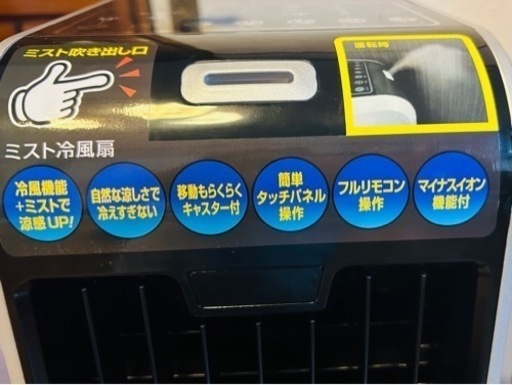 ミスト吹き出し口
運転時
ミスト冷風扇
冷風機能
+ミストで
涼感UP!
自然な涼しさで
冷えすぎない
移動もらくらく
キャスター付
簡単
タッチパネル
操作
フルリモコン
操作
マイナスイオン
機能付